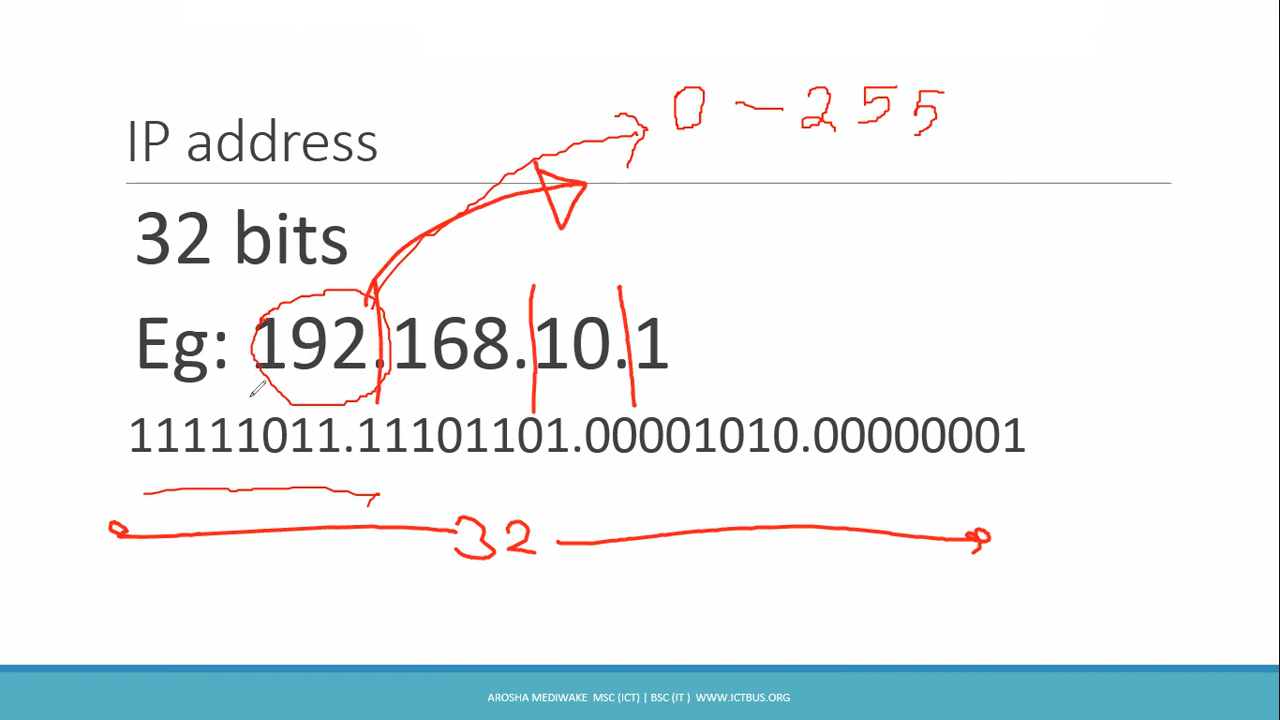 0 - 255
IP address
32 bits
Eg: 192.168.10.1
11111011.11101101.00001010.00000001
32
AROSHA MEDIWAKE MSC (ICT) | BSC (IT ) WWW.ICTBUS.ORG